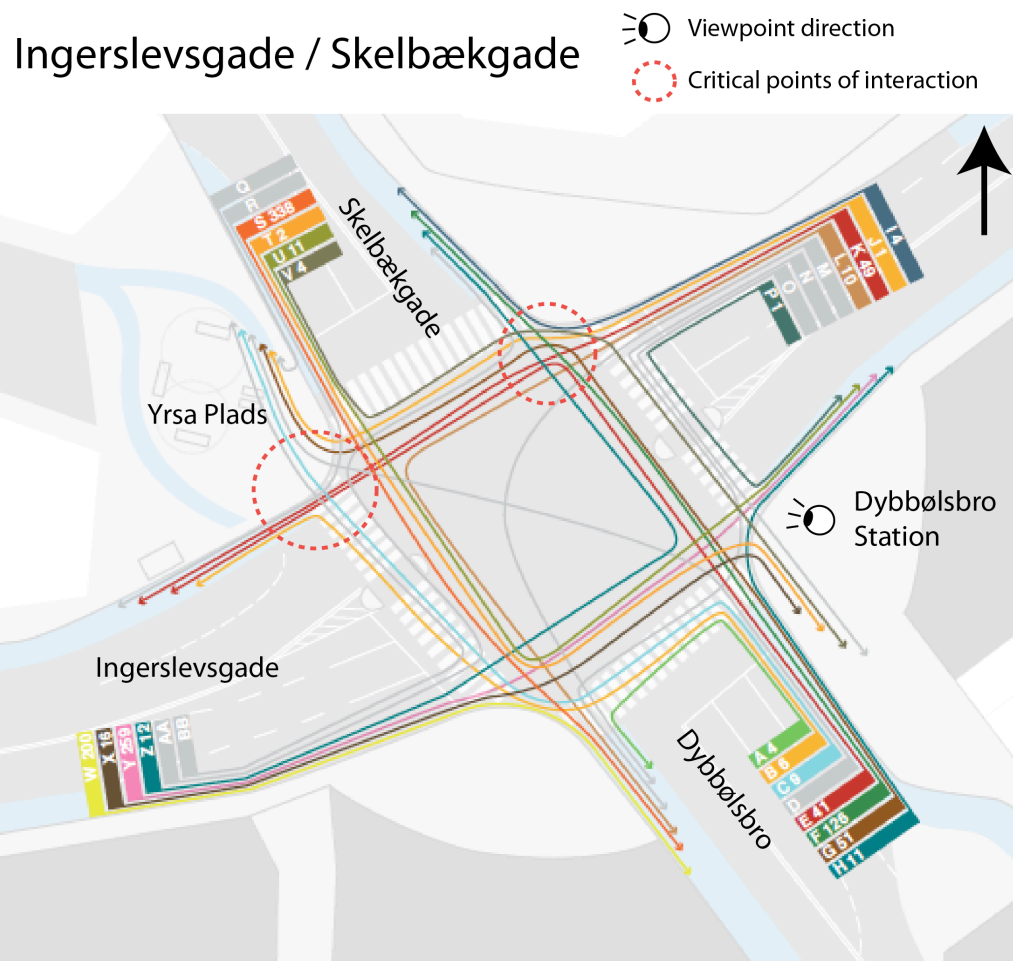 Ingerslevsgade / Skelbækgade
Viewpoint direction
Critical points of interaction
Q
R
S 338
T 2
U 11
V 4
Skelbækgade
I 4
J 1
K 49
L 10
M
N
O
P 1
Yrsa Plads
Dybbølsbro
Station
Ingerslevsgade
W 200
X 16
Y 259
Z 12
AA
BB
Dybbølsbro
A 4
B 6
C 9
D
E 41
F 126
G 51
H 11